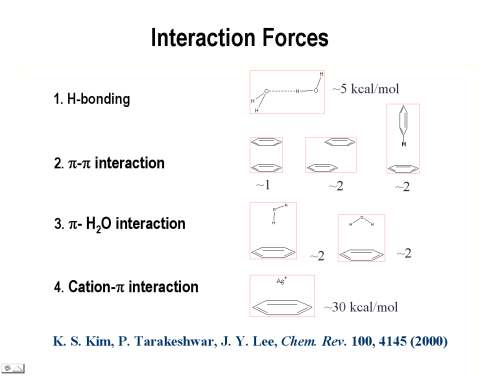 Interaction Forces
1. H-bonding
~5 kcal/mol
2. π-π interaction
~1
~2
~2
3. π- H₂O interaction
~2
~2
4. Cation-π interaction
Ag⁺
~30 kcal/mol
K. S. Kim, P. Tarakeshwar, J. Y. Lee, Chem. Rev. 100, 4145 (2000)